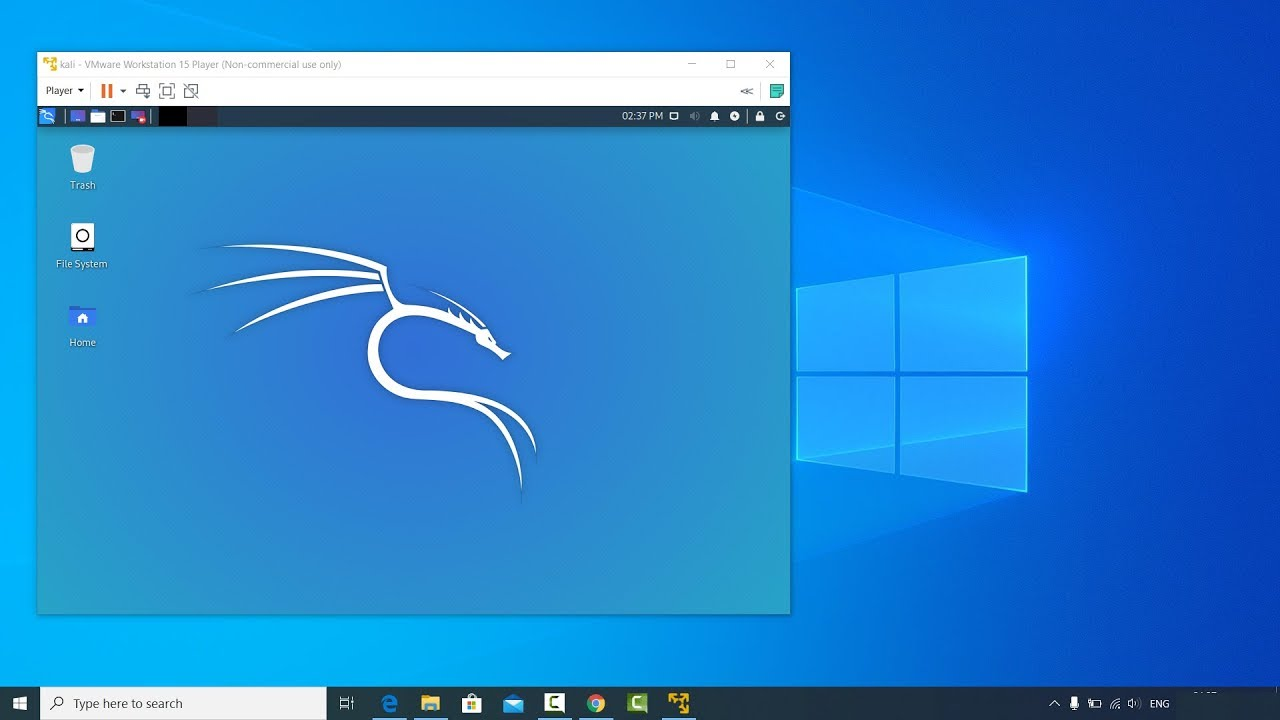 kali - VMware Workstation 15 Player (Non-commercial use only)
Player
02:37 PM
Trash
File System
Home
Type here to search
ENG